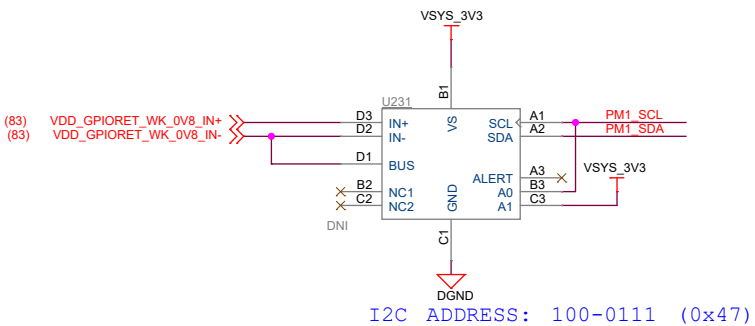 VSYS_3V3
U231
B1
(83) VDD_GPIORET_WK_0V8_IN+ D3 IN+ VS SCL A1 PM1_SCL
(83) VDD_GPIORET_WK_0V8_IN- D2 IN- SDA A2 PM1_SDA
D1 BUS
ALERT A3 VSYS_3V3
B2 NC1 A0 B3
C2 NC2 GND A1 C3
DNI
C1
DGND
I2C ADDRESS: 100-0111 (0x47)